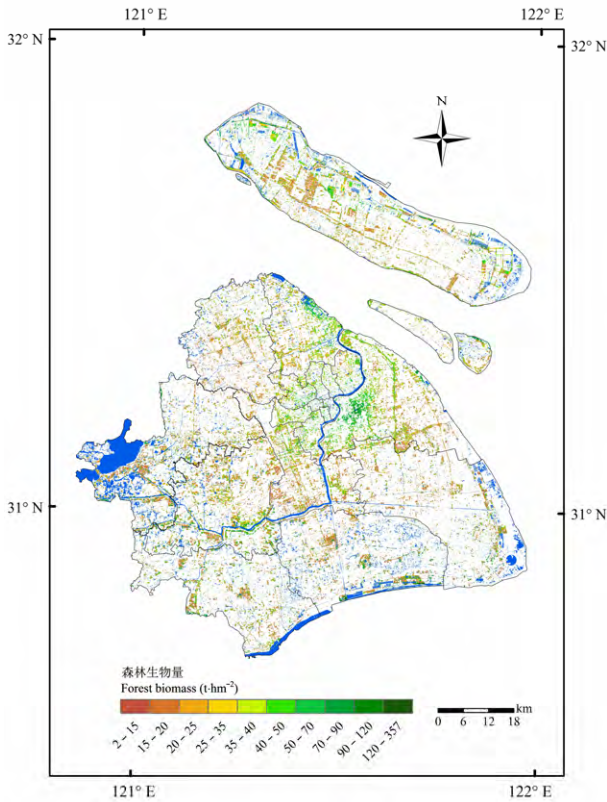 121° E 122° E
32° N 32° N
N
31° N 31° N
森林生物量
Forest biomass (t·hm⁻²)
2－15 15－20 20－25 25－35 35－40 40－50 50－70 70－90 90－120 120－357
km
0 6 12 18
121° E 122° E